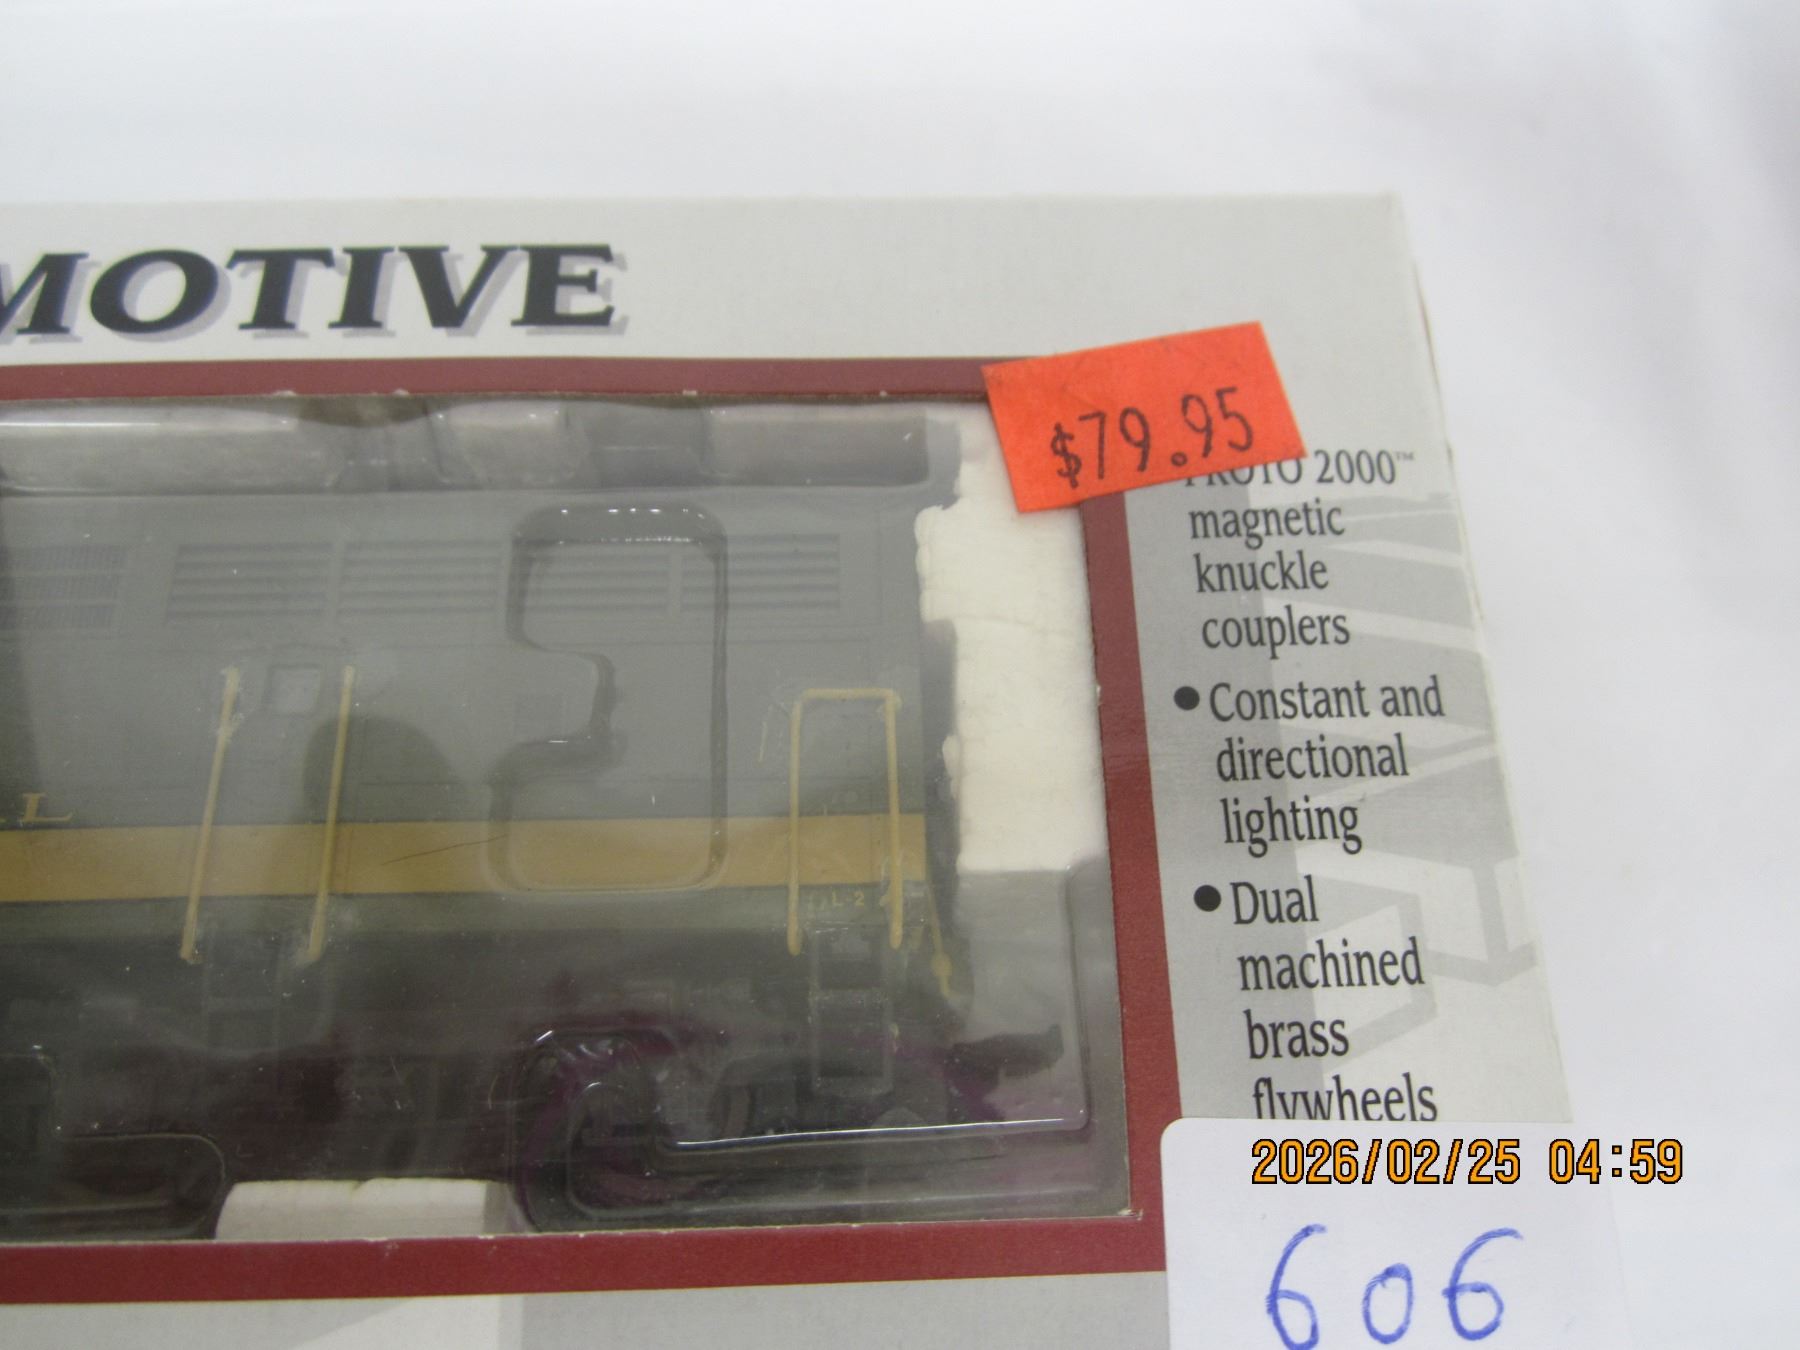 MOTIVE
$79.95
PROTO 2000™
magnetic
knuckle
couplers
● Constant and
directional
lighting
● Dual
machined
brass
flywheels
L
L-2
2026/02/25 04:59
606